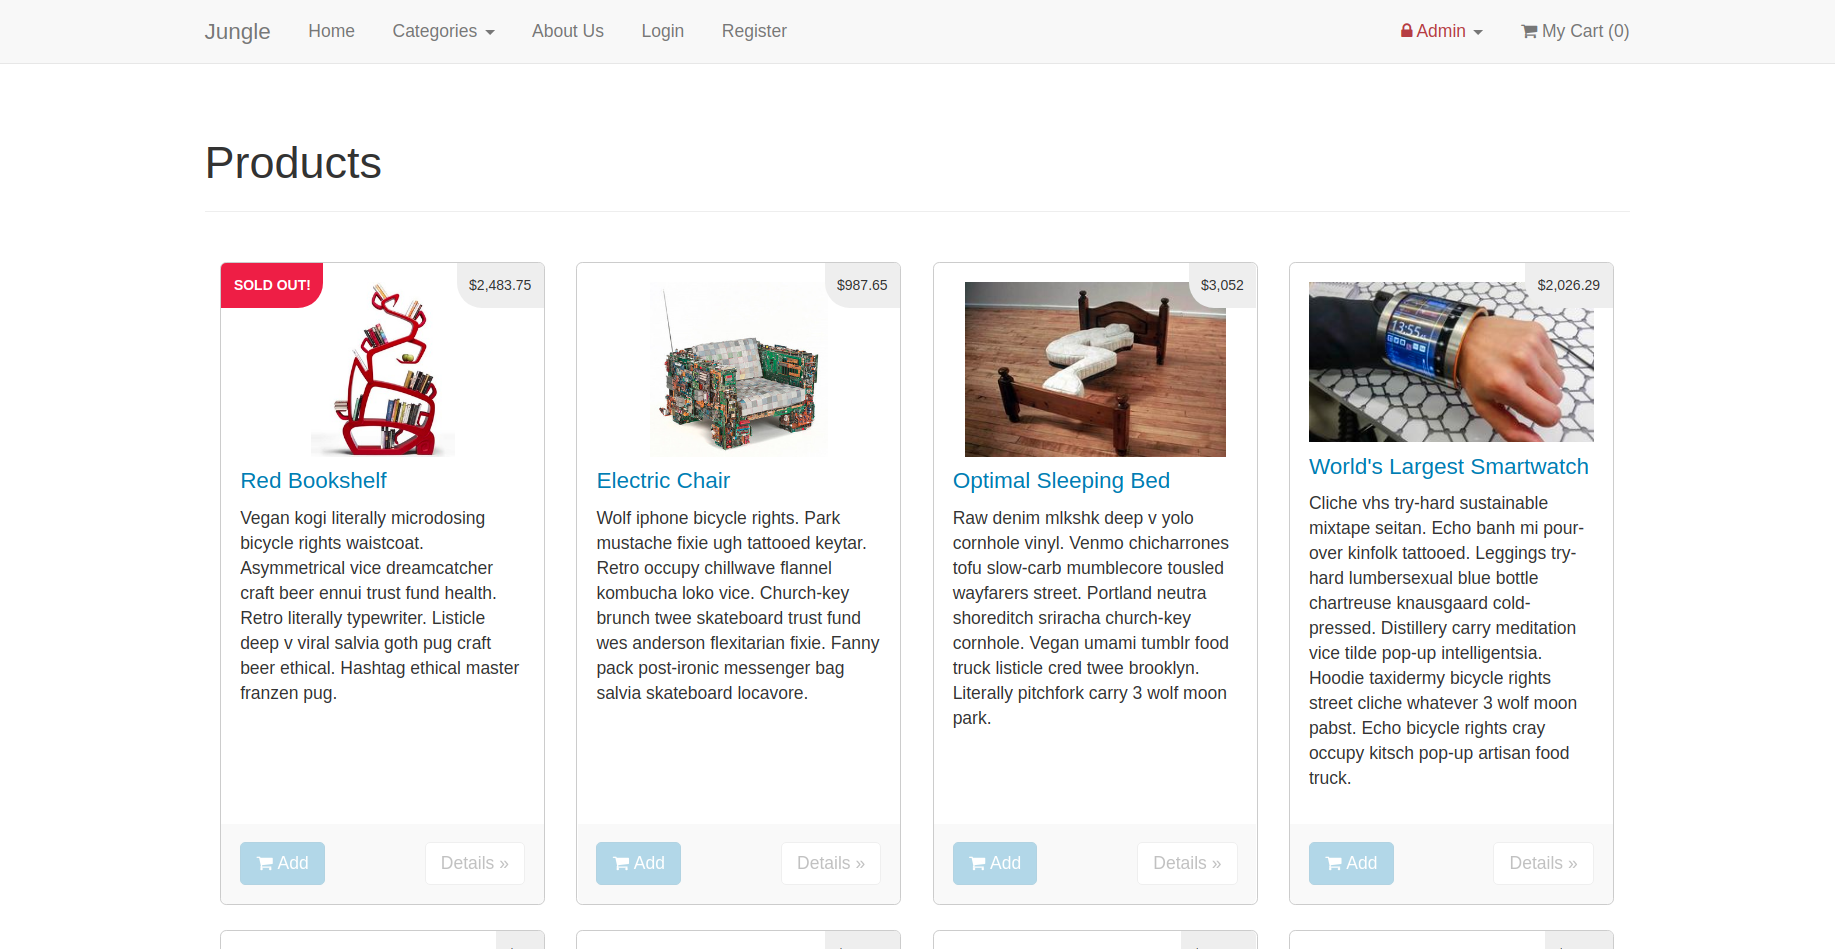 Jungle Home Categories About Us Login Register Admin My Cart (0)
Products
SOLD OUT! $2,483.75
Red Bookshelf
Vegan kogi literally microdosing
bicycle rights waistcoat.
Asymmetrical vice dreamcatcher
craft beer ennui trust fund health.
Retro literally typewriter. Listicle
deep v viral salvia goth pug craft
beer ethical. Hashtag ethical master
franzen pug.
Add Details »
$987.65
Electric Chair
Wolf iphone bicycle rights. Park
mustache fixie ugh tattooed keytar.
Retro occupy chillwave flannel
kombucha loko vice. Church-key
brunch twee skateboard trust fund
wes anderson flexitarian fixie. Fanny
pack post-ironic messenger bag
salvia skateboard locavore.
Add Details »
$3,052
Optimal Sleeping Bed
Raw denim mlkshk deep v yolo
cornhole vinyl. Venmo chicharrones
tofu slow-carb mumblecore tousled
wayfarers street. Portland neutra
shoreditch sriracha church-key
cornhole. Vegan umami tumblr food
truck listicle cred twee brooklyn.
Literally pitchfork carry 3 wolf moon
park.
Add Details »
$2,026.29
13:55
World's Largest Smartwatch
Cliche vhs try-hard sustainable
mixtape seitan. Echo banh mi pour-
over kinfolk tattooed. Leggings try-
hard lumbersexual blue bottle
chartreuse knausgaard cold-
pressed. Distillery carry meditation
vice tilde pop-up intelligentsia.
Hoodie taxidermy bicycle rights
street cliche whatever 3 wolf moon
pabst. Echo bicycle rights cray
occupy kitsch pop-up artisan food
truck.
Add Details »